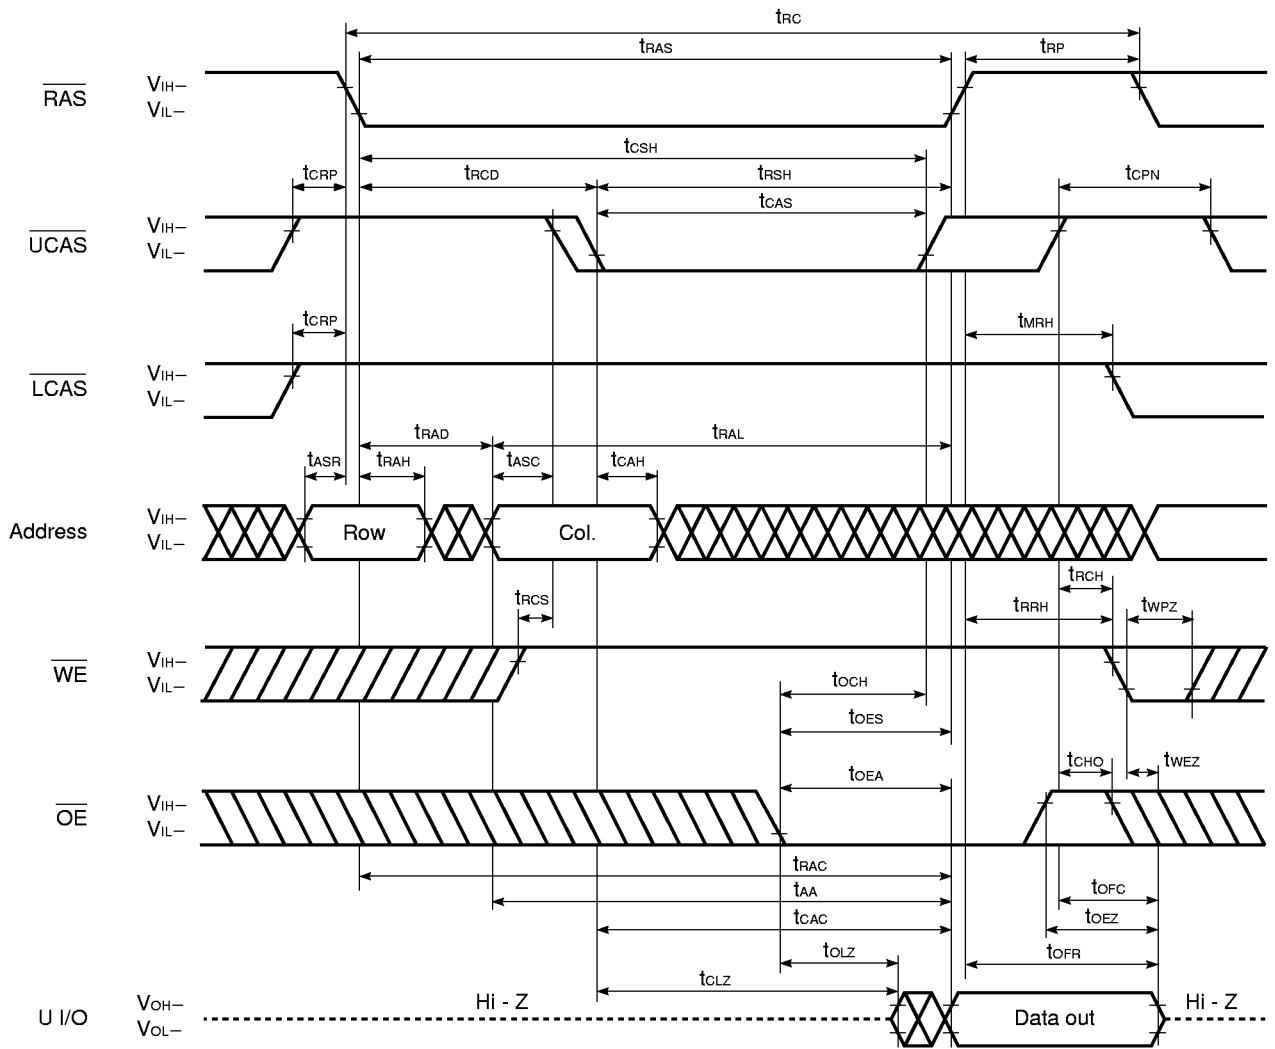 tRC
tRAS
tRP
RAS
VIH–
VIL–
tCSH
tCRP
tRCD
tRSH
tCPN
tCAS
UCAS
VIH–
VIL–
tCRP
tMRH
LCAS
VIH–
VIL–
tRAD
tRAL
tASR
tRAH
tASC
tCAH
Address
VIH–
VIL–
Row
Col.
tRCH
tRCS
tRRH
tWPZ
WE
VIH–
VIL–
tOCH
tOES
tCHO
tWEZ
tOEA
OE
VIH–
VIL–
tRAC
tAA
tOFC
tCAC
tOEZ
tOLZ
tOFR
tCLZ
U I/O
VOH–
VOL–
Hi - Z
Data out
Hi - Z